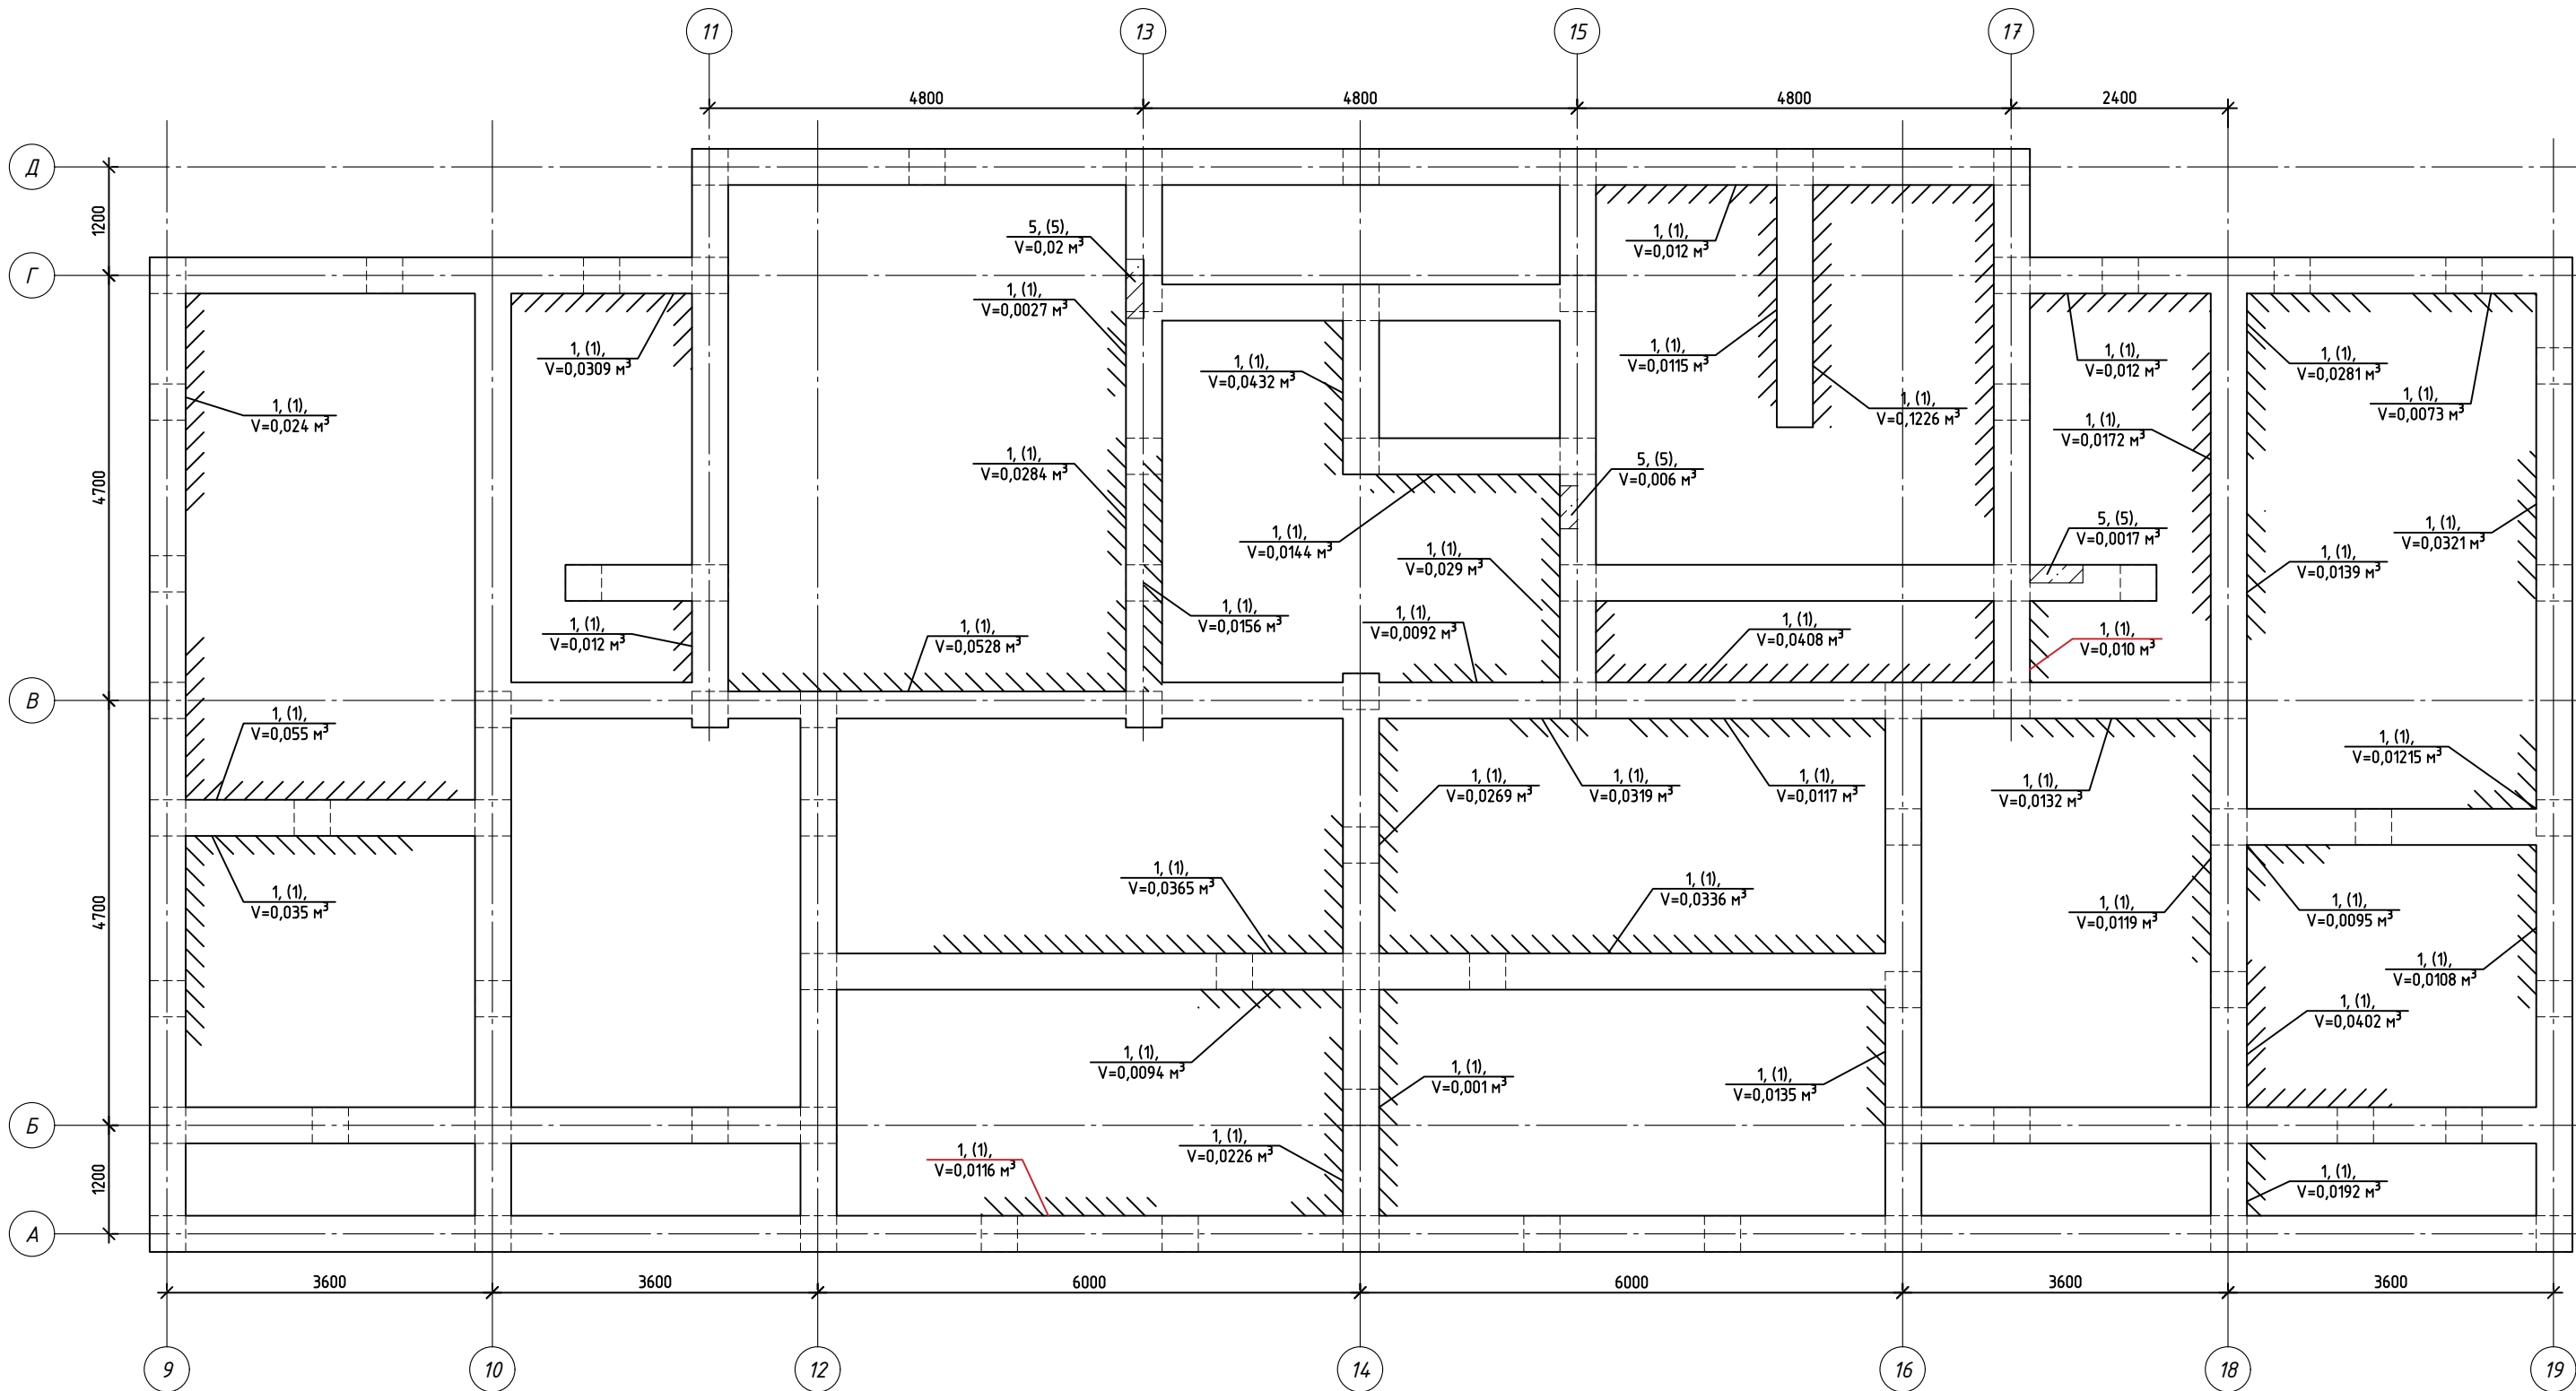 11
13
15
17
4800
4800
4800
2400
Д
1200
Г
5, (5),
V=0,02 м³
1, (1),
V=0,012 м³
1, (1),
V=0,0027 м³
1, (1),
V=0,0309 м³
1, (1),
V=0,0432 м³
1, (1),
V=0,0115 м³
1, (1),
V=0,012 м³
1, (1),
V=0,0281 м³
1, (1),
V=0,024 м³
1, (1),
V=0,1226 м³
1, (1),
V=0,0073 м³
1, (1),
V=0,0172 м³
4700
1, (1),
V=0,0284 м³
5, (5),
V=0,006 м³
1, (1),
V=0,0144 м³
1, (1),
V=0,029 м³
5, (5),
V=0,0017 м³
1, (1),
V=0,0321 м³
1, (1),
V=0,0139 м³
1, (1),
V=0,012 м³
1, (1),
V=0,0528 м³
1, (1),
V=0,0156 м³
1, (1),
V=0,0092 м³
1, (1),
V=0,0408 м³
1, (1),
V=0,010 м³
В
1, (1),
V=0,055 м³
1, (1),
V=0,01215 м³
1, (1),
V=0,0269 м³
1, (1),
V=0,0319 м³
1, (1),
V=0,0117 м³
1, (1),
V=0,0132 м³
1, (1),
V=0,035 м³
1, (1),
V=0,0365 м³
1, (1),
V=0,0336 м³
1, (1),
V=0,0119 м³
1, (1),
V=0,0095 м³
4700
1, (1),
V=0,0108 м³
1, (1),
V=0,0402 м³
1, (1),
V=0,0094 м³
1, (1),
V=0,001 м³
1, (1),
V=0,0135 м³
Б
1, (1),
V=0,0116 м³
1, (1),
V=0,0226 м³
1, (1),
V=0,0192 м³
1200
А
3600
3600
6000
6000
3600
3600
9
10
12
14
16
18
19